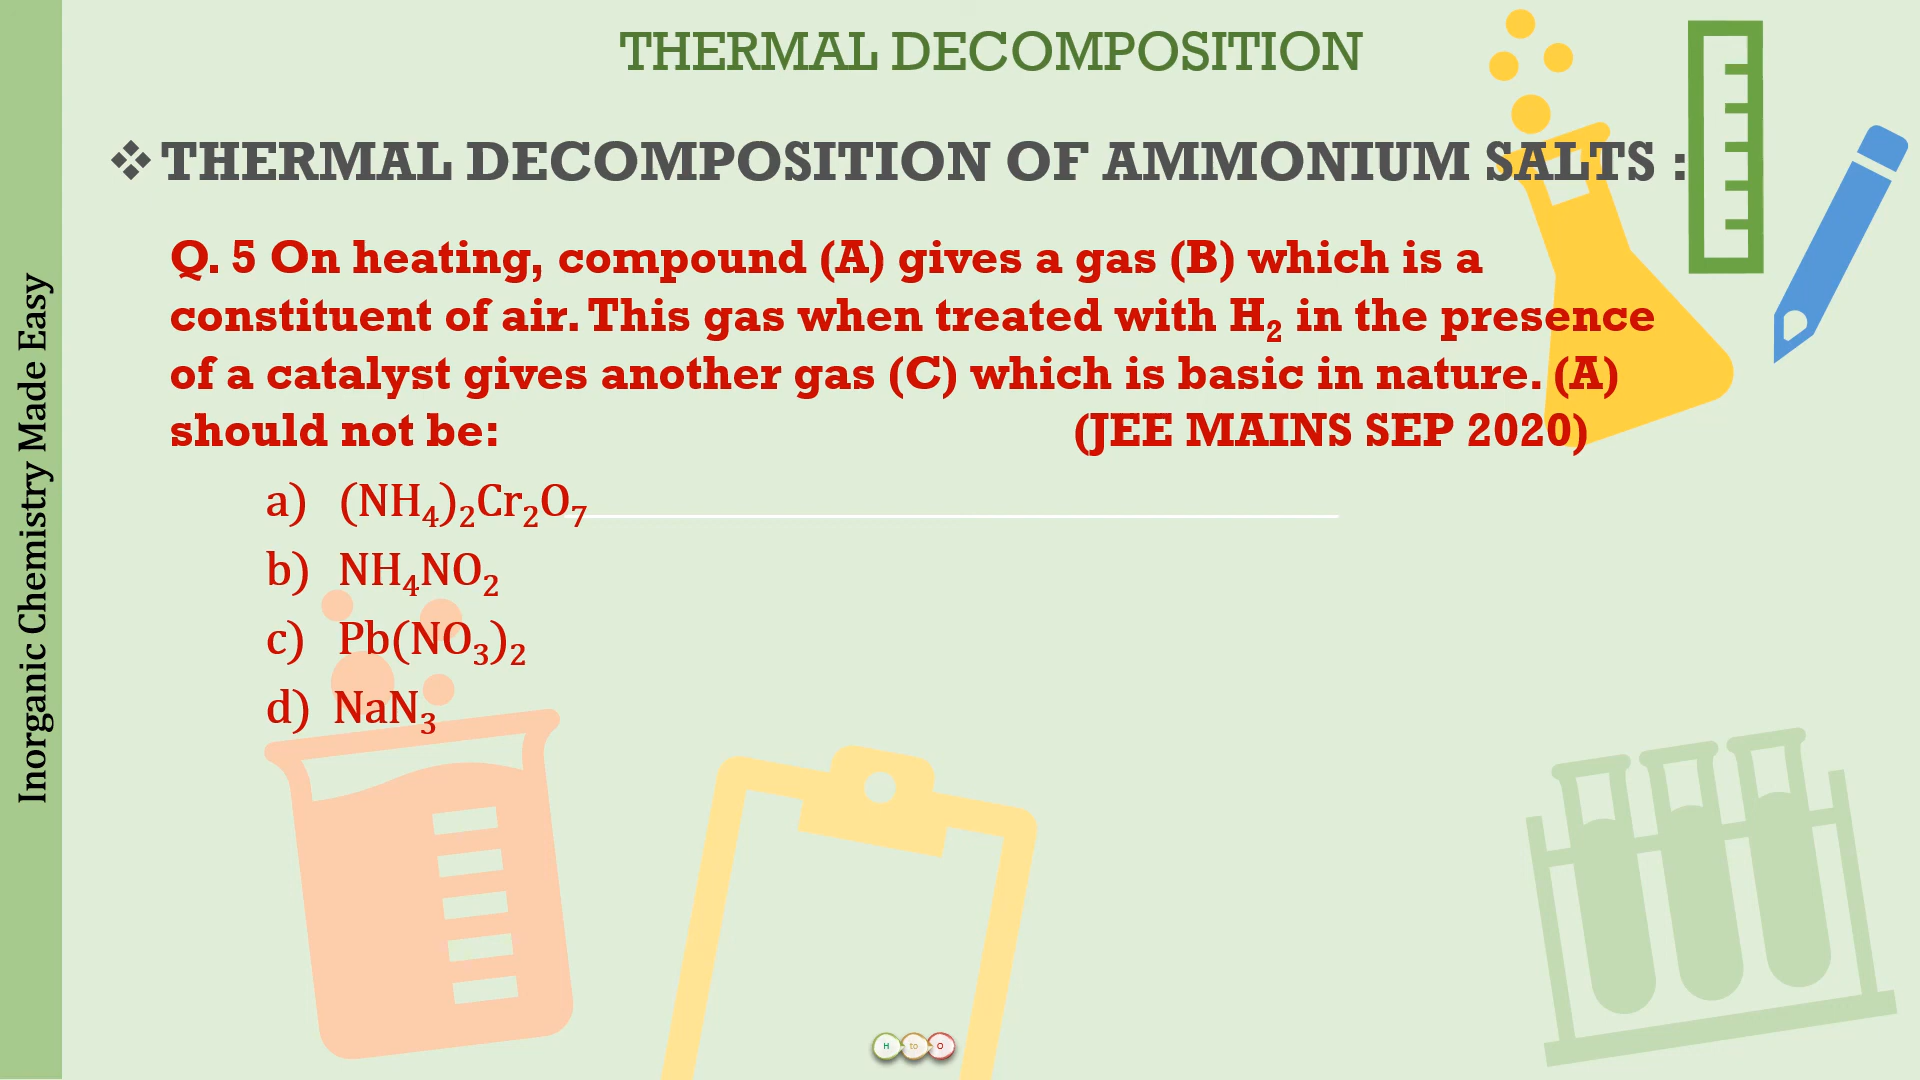 THERMAL DECOMPOSITION
❖THERMAL DECOMPOSITION OF AMMONIUM SALTS :
Q. 5 On heating, compound (A) gives a gas (B) which is a
constituent of air. This gas when treated with H₂ in the presence
of a catalyst gives another gas (C) which is basic in nature. (A)
should not be: (JEE MAINS SEP 2020)
a) (NH₄)₂Cr₂O₇
b) NH₄NO₂
c) Pb(NO₃)₂
d) NaN₃
Inorganic Chemistry Made Easy
H to O